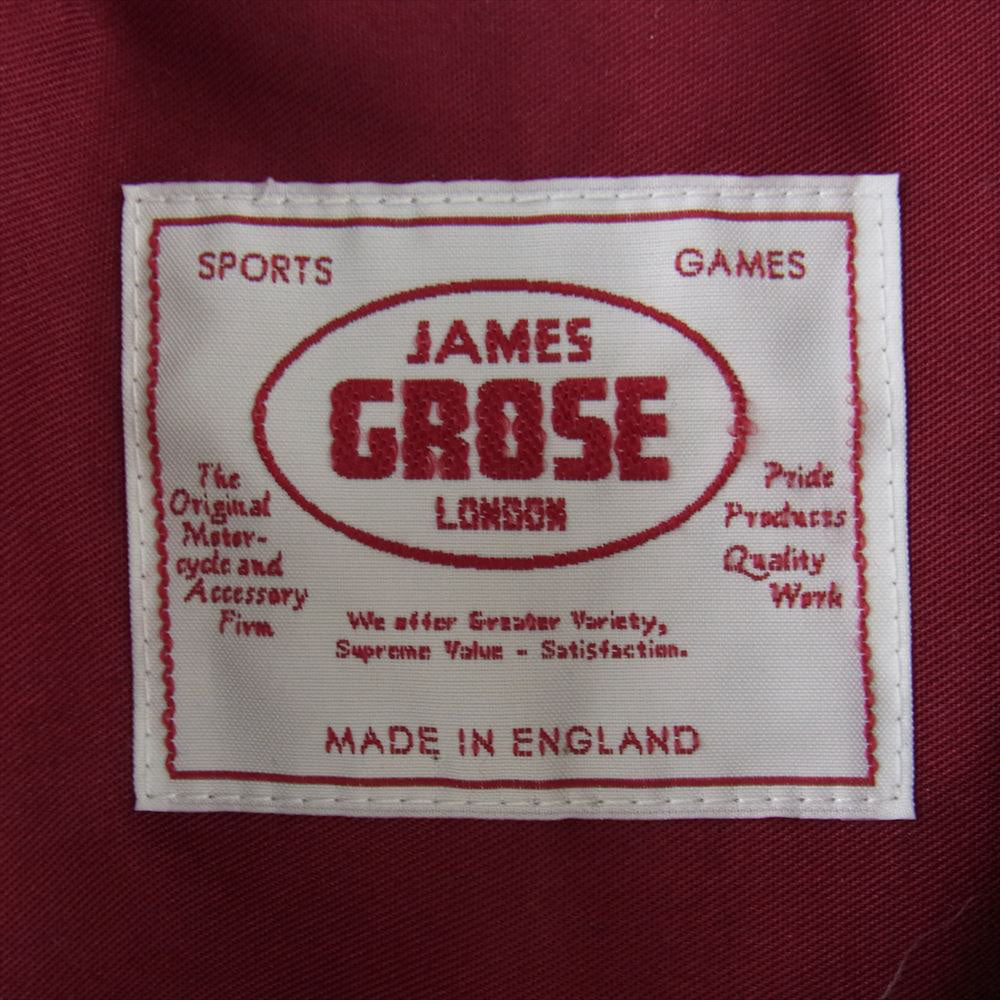 SPORTS
GAMES
JAMES
GROSE
LONDON
The
Original
Motor-
cycle and
Accessory
Firm
Pride
Products
Quality
Work
We offer Greater Variety,
Supreme Value - Satisfaction.
MADE IN ENGLAND